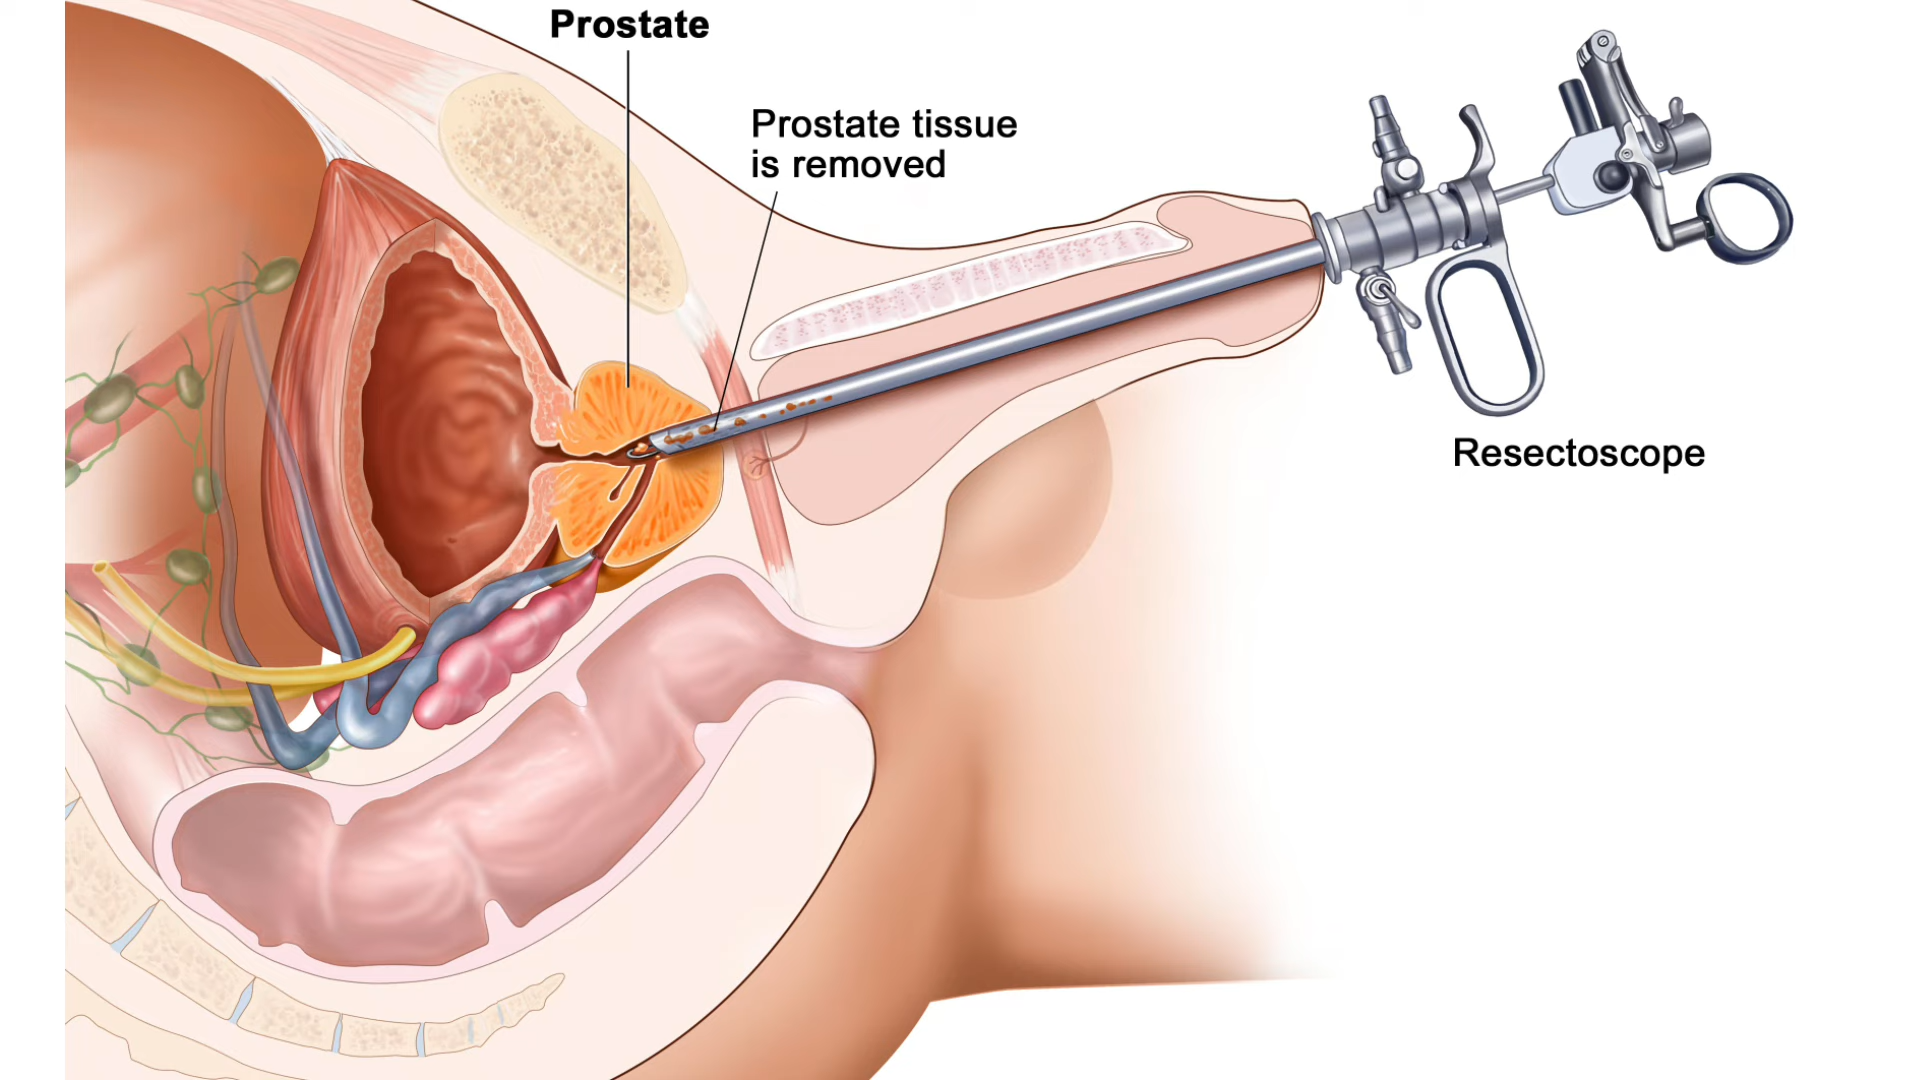 Prostate
Prostate tissue
is removed
Resectoscope